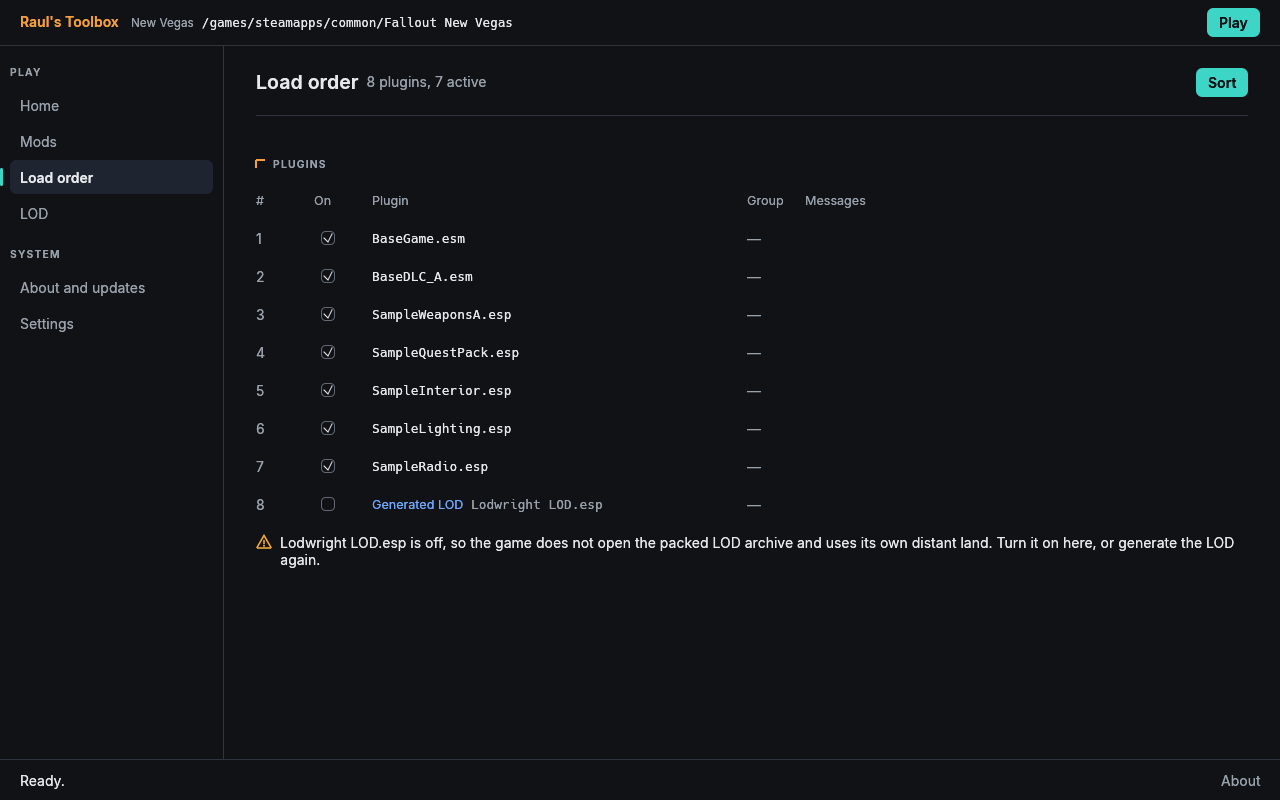 Raul's Toolbox New Vegas /games/steamapps/common/Fallout New Vegas Play
PLAY
Home
Mods
Load order
LOD
SYSTEM
About and updates
Settings
Load order 8 plugins, 7 active Sort
PLUGINS
# On Plugin Group Messages
1 BaseGame.esm —
2 BaseDLC_A.esm —
3 SampleWeaponsA.esp —
4 SampleQuestPack.esp —
5 SampleInterior.esp —
6 SampleLighting.esp —
7 SampleRadio.esp —
8 Generated LOD Lodwright LOD.esp —
Lodwright LOD.esp is off, so the game does not open the packed LOD archive and uses its own distant land. Turn it on here, or generate the LOD
again.
Ready. About